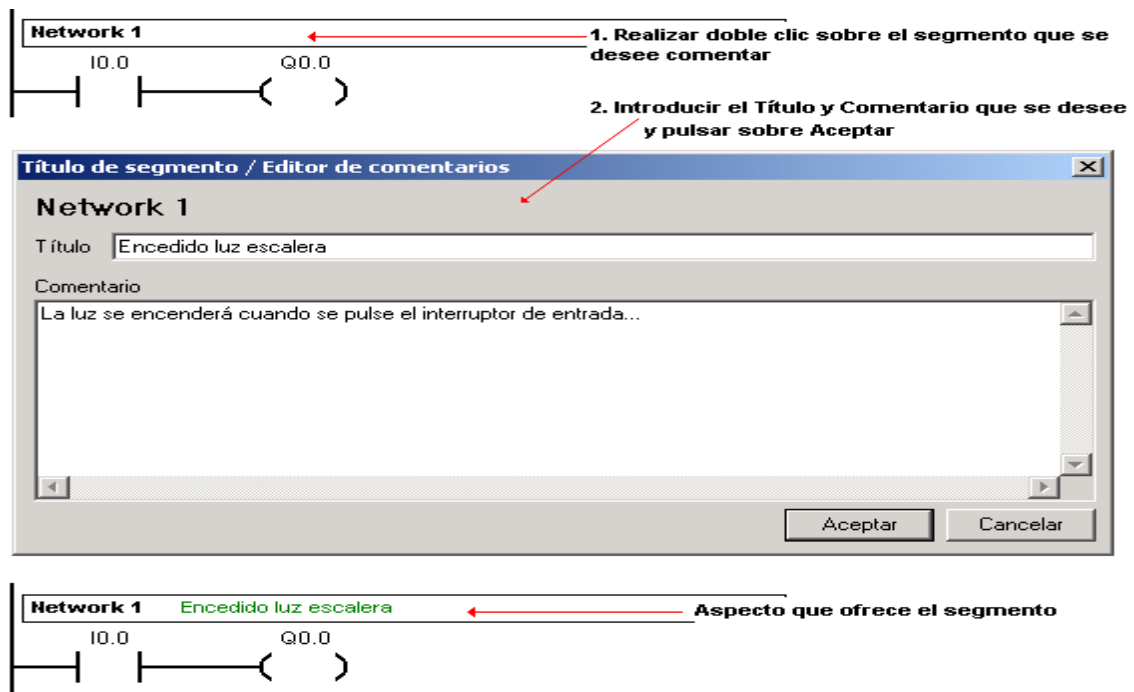 Network 1
1. Realizar doble clic sobre el segmento que se
desee comentar
I0.0
Q0.0
2. Introducir el Título y Comentario que se desee
y pulsar sobre Aceptar
Título de segmento / Editor de comentarios
Network 1
Título
Encedido luz escalera
Comentario
La luz se encenderá cuando se pulse el interruptor de entrada...
Aceptar
Cancelar
Network 1
Encedido luz escalera
Aspecto que ofrece el segmento
I0.0
Q0.0